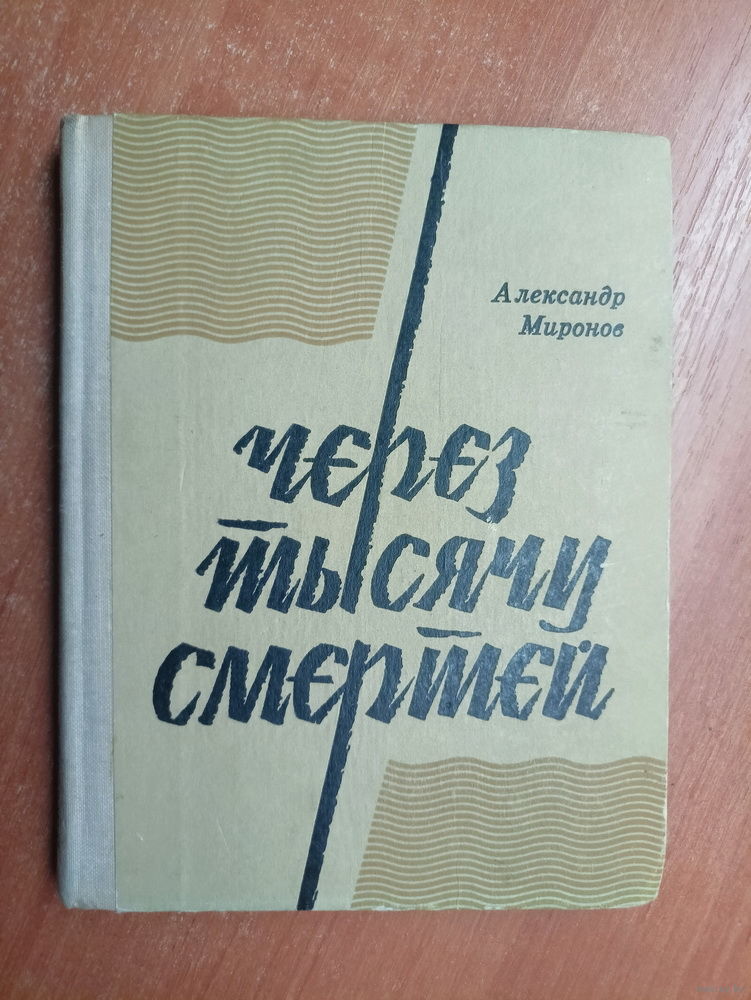 Александр
Миронов
через
тысячу
смертей